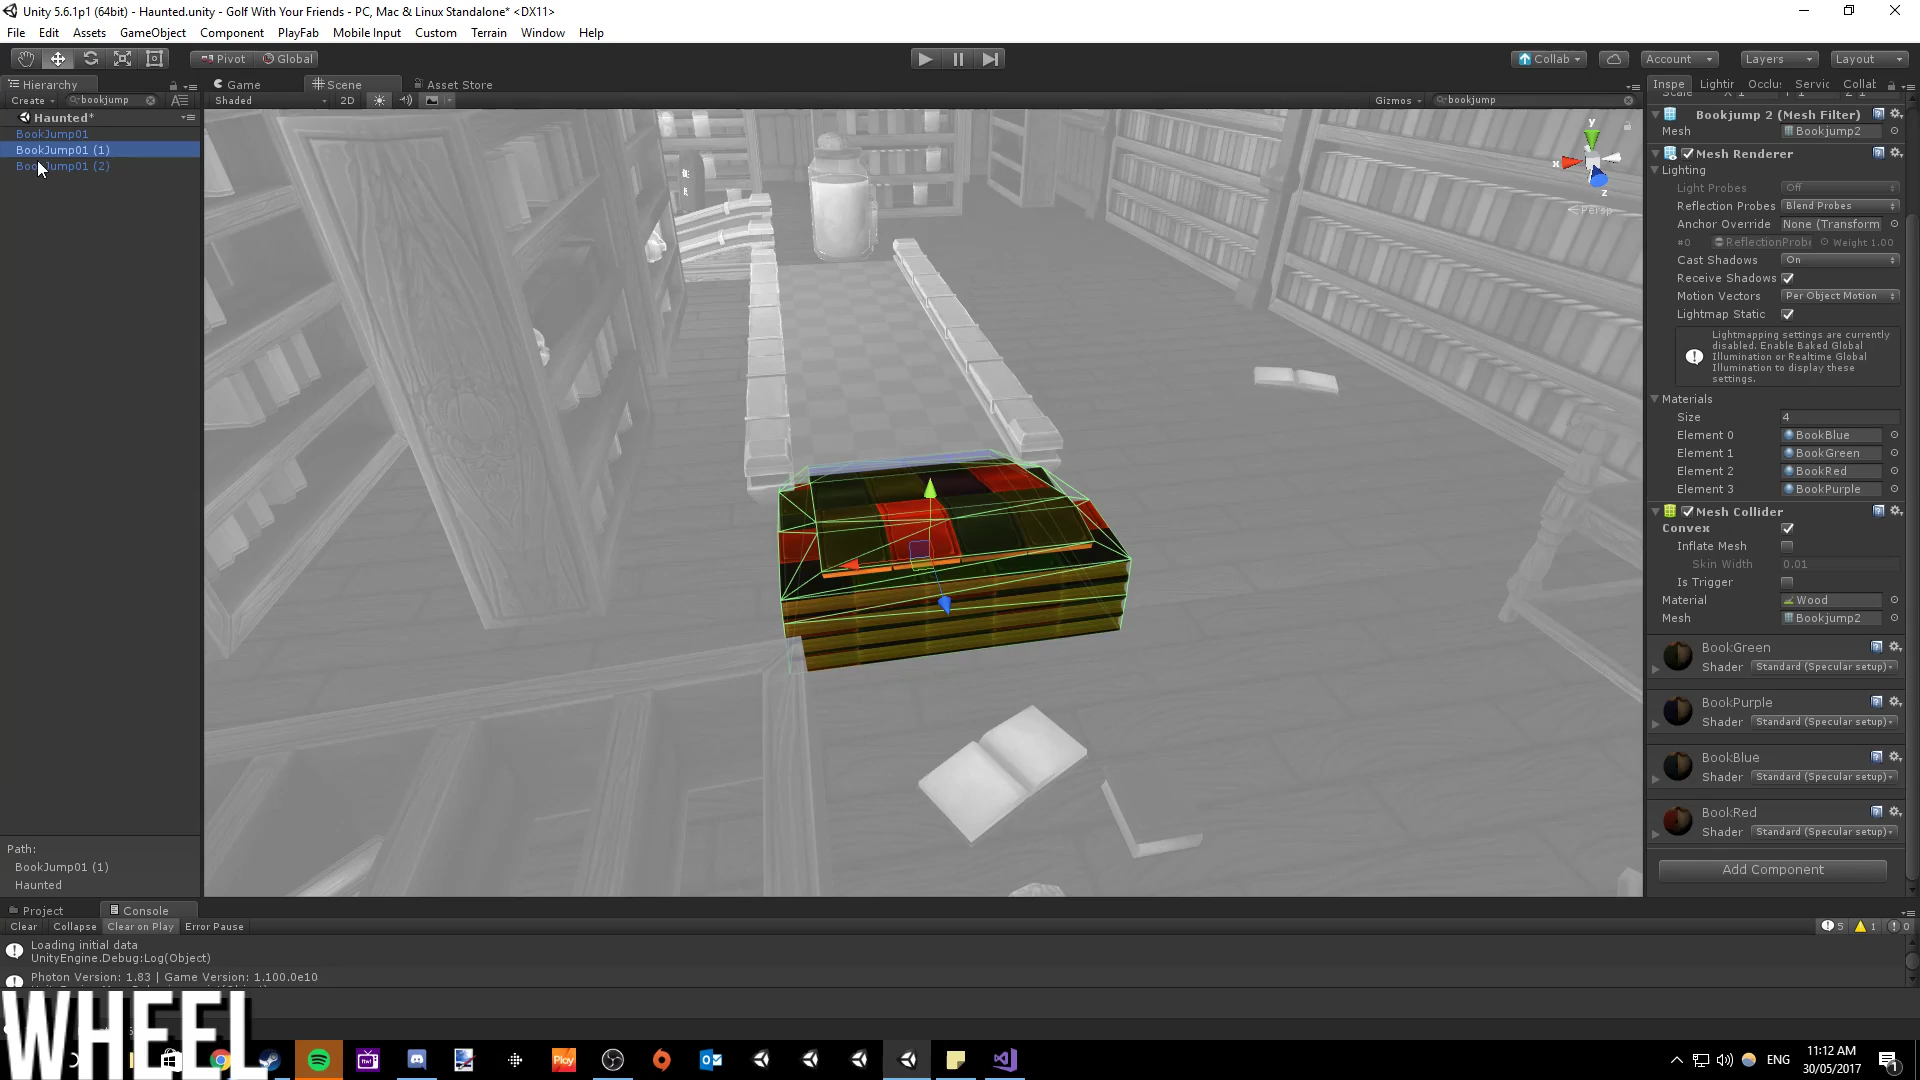 Unity 5.6.1p1 (64bit) - Haunted.unity - Golf With Your Friends - PC, Mac & Linux Standalone* <DX11>
File Edit Assets GameObject Component PlayFab Mobile Input Custom Terrain Window Help
Pivot Global Collab Account Layers Layout
Hierarchy Game Scene Asset Store Inspe Lightir Occlu: Servic Collat
Create bookjump Shaded 2D Gizmos bookjump
Haunted*
BookJump01
BookJump01 (1)
BookJump01 (2)
y
x
z
Persp
Bookjump 2 (Mesh Filter)
Mesh Bookjump2
Mesh Renderer
Lighting
Light Probes Off
Reflection Probes Blend Probes
Anchor Override None (Transform
#0 ReflectionProbe Weight 1.00
Cast Shadows On
Receive Shadows
Motion Vectors Per Object Motion
Lightmap Static
Lightmapping settings are currently
disabled. Enable Baked Global
Illumination or Realtime Global
Illumination to display these
settings.
Materials
Size 4
Element 0 BookBlue
Element 1 BookGreen
Element 2 BookRed
Element 3 BookPurple
Mesh Collider
Convex
Inflate Mesh
Skin Width 0.01
Is Trigger
Material Wood
Mesh Bookjump2
BookGreen
Shader Standard (Specular setup)
BookPurple
Shader Standard (Specular setup)
BookBlue
Shader Standard (Specular setup)
BookRed
Shader Standard (Specular setup)
Add Component
Path:
BookJump01 (1)
Haunted
Project Console
Clear Collapse Clear on Play Error Pause 5 1 0
Loading initial data
UnityEngine.Debug:Log(Object)
Photon Version: 1.83 | Game Version: 1.100.0e10
WHEEL
Play
ENG
11:12 AM
30/05/2017
1